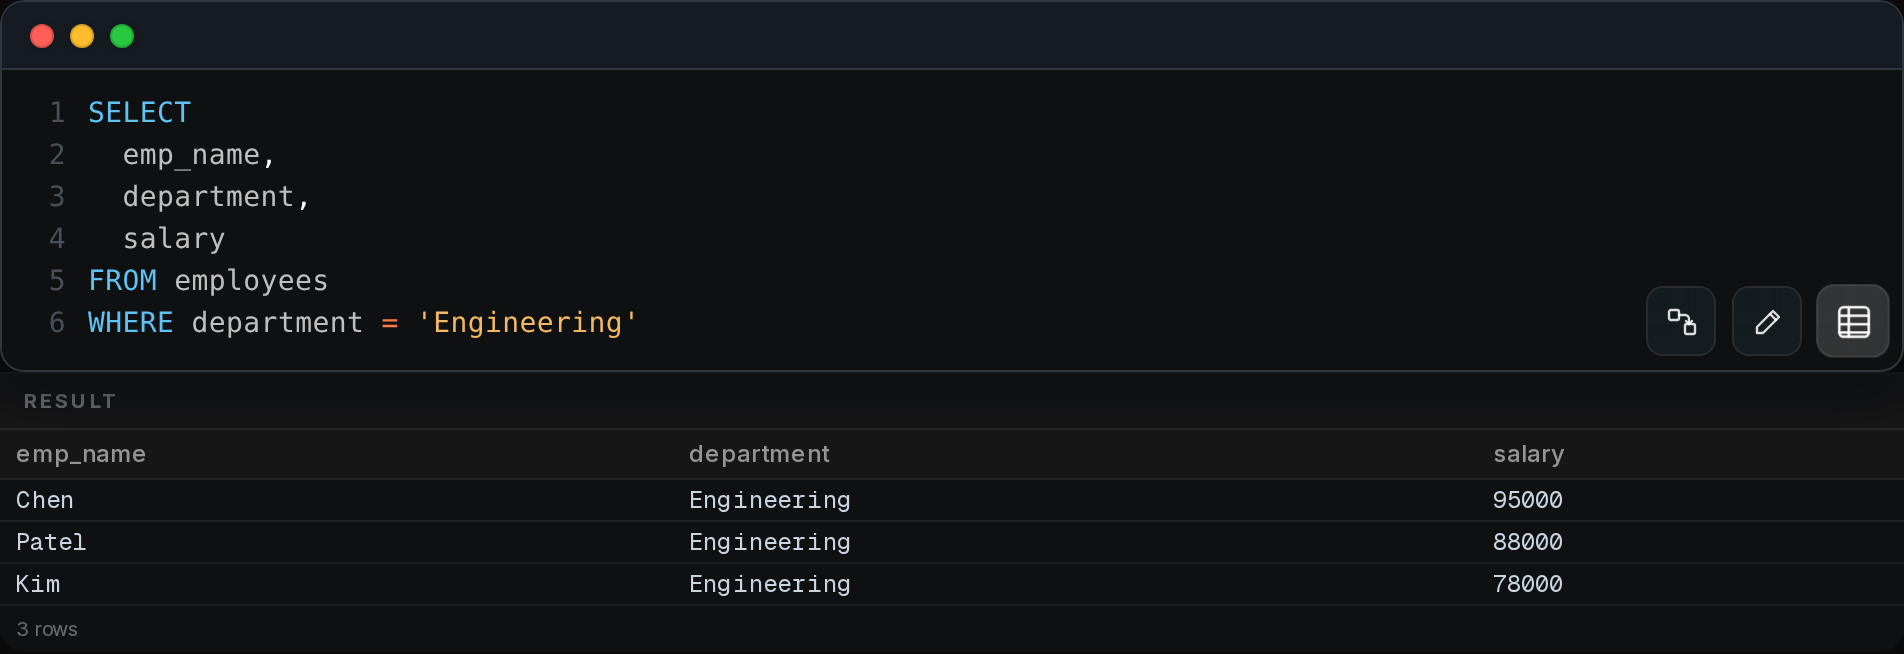 1 SELECT
2   emp_name,
3   department,
4   salary
5 FROM employees
6 WHERE department = 'Engineering'
RESULT
emp_name department salary
Chen Engineering 95000
Patel Engineering 88000
Kim Engineering 78000
3 rows